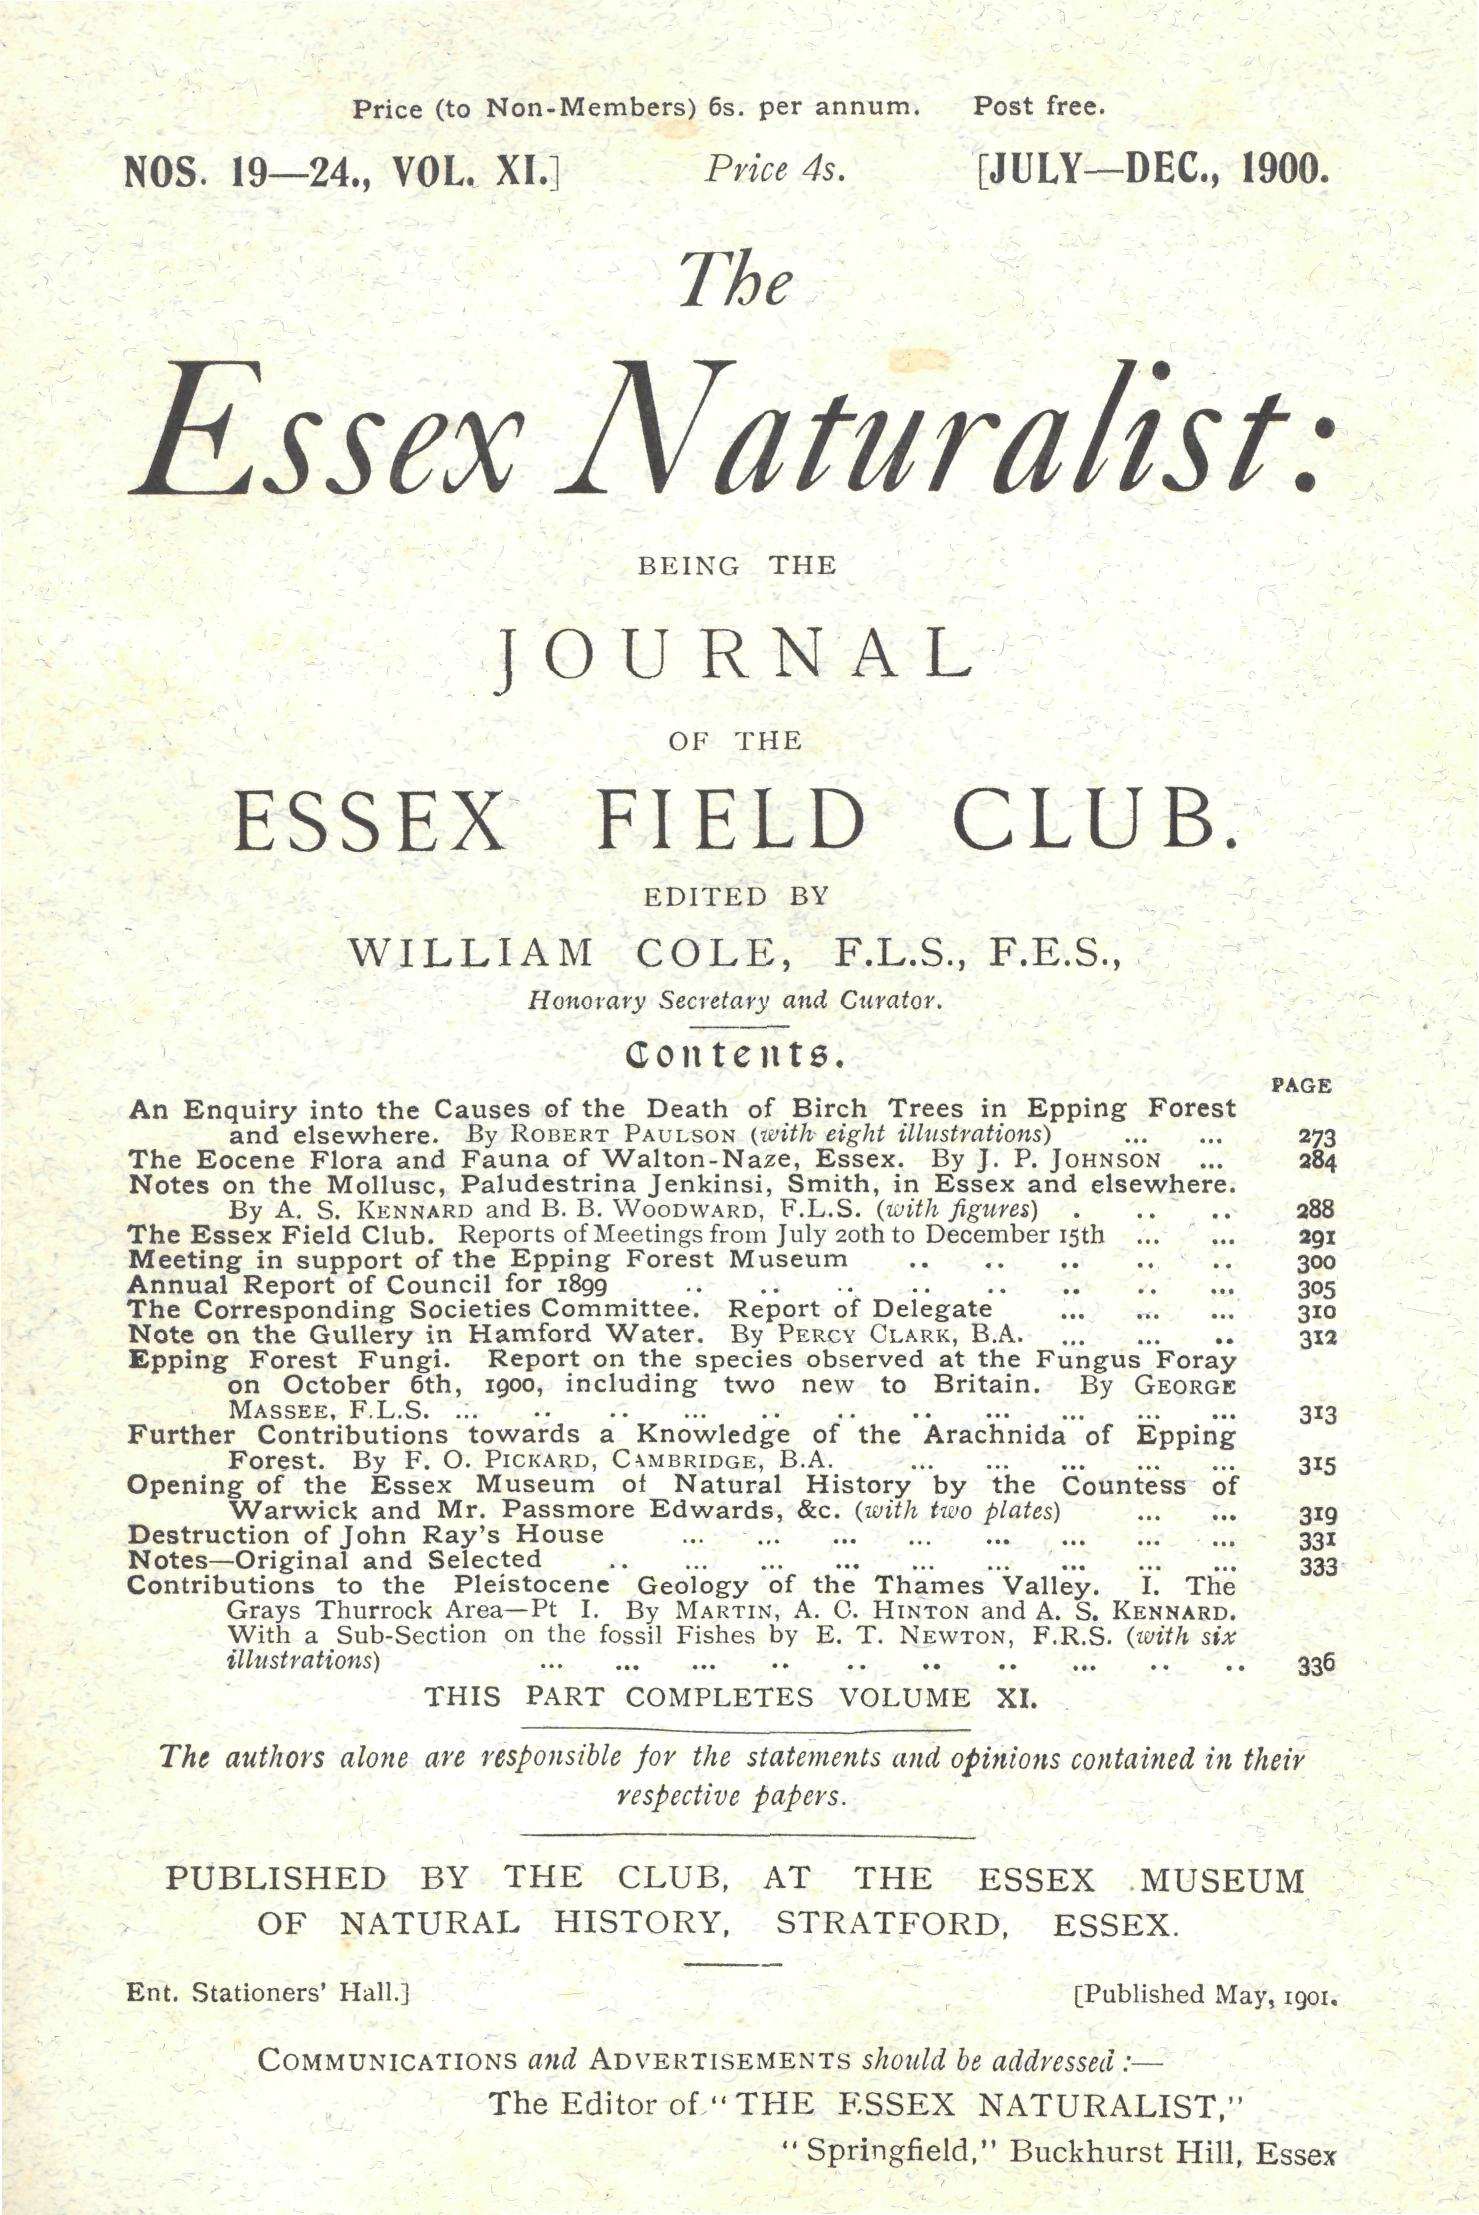 Price (to Non-Members) 6s. per annum. Post free.
NOS. 19—24., VOL. XI.] Price 4s. [JULY—DEC., 1900.
The
Essex Naturalist:
BEING THE
JOURNAL
OF THE
ESSEX FIELD CLUB.
EDITED BY
WILLIAM COLE, F.L.S., F.E.S.,
Honorary Secretary and Curator.
Contents.
PAGE
An Enquiry into the Causes of the Death of Birch Trees in Epping Forest
and elsewhere. By ROBERT PAULSON (with eight illustrations) ... ... 273
The Eocene Flora and Fauna of Walton-Naze, Essex. By J. P. JOHNSON ... 284
Notes on the Mollusc, Paludestrina Jenkinsi, Smith, in Essex and elsewhere.
By A. S. KENNARD and B. B. WOODWARD, F.L.S. (with figures) . .. .. 288
The Essex Field Club. Reports of Meetings from July 20th to December 15th ... ... 291
Meeting in support of the Epping Forest Museum .. .. .. .. .. 300
Annual Report of Council for 1899 .. .. .. .. .. .. .. ... 305
The Corresponding Societies Committee. Report of Delegate ... ... ... 310
Note on the Gullery in Hamford Water. By PERCY CLARK, B.A. ... ... .. 312
Epping Forest Fungi. Report on the species observed at the Fungus Foray
on October 6th, 1900, including two new to Britain. By GEORGE
MASSEE, F.L.S. ... .. .. ... .. .. .. ... ... ... ... 313
Further Contributions towards a Knowledge of the Arachnida of Epping
Forest. By F. O. PICKARD, CAMBRIDGE, B.A. ... ... ... ... ... 315
Opening of the Essex Museum of Natural History by the Countess of
Warwick and Mr. Passmore Edwards, &c. (with two plates) ... ... 319
Destruction of John Ray's House ... ... ... ... ... ... ... ... 331
Notes—Original and Selected .. ... ... ... ... ... ... ... ... 333
Contributions to the Pleistocene Geology of the Thames Valley. I. The
Grays Thurrock Area—Pt I. By MARTIN, A. C. HINTON and A. S. KENNARD.
With a Sub-Section on the fossil Fishes by E. T. NEWTON, F.R.S. (with six
illustrations) ... ... ... .. .. .. .. ... .. .. 336
THIS PART COMPLETES VOLUME XI.
The authors alone are responsible for the statements and opinions contained in their
respective papers.
PUBLISHED BY THE CLUB, AT THE ESSEX MUSEUM
OF NATURAL HISTORY, STRATFORD, ESSEX.
Ent. Stationers' Hall.] [Published May, 1901.
COMMUNICATIONS and ADVERTISEMENTS should be addressed:—
The Editor of "THE ESSEX NATURALIST,"
"Springfield," Buckhurst Hill, Essex